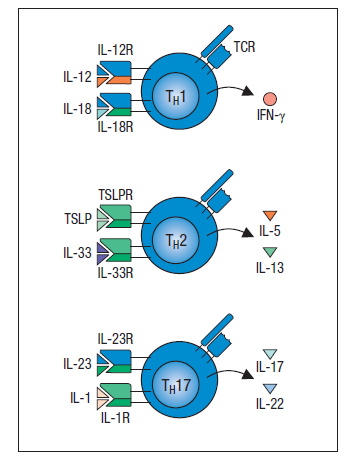 IL-12R
TCR
IL-12
TH1
IL-18
IFN-γ
IL-18R
TSLPR
TSLP
TH2
IL-5
IL-33
IL-13
IL-33R
IL-23R
IL-23
IL-17
TH17
IL-1
IL-22
IL-1R